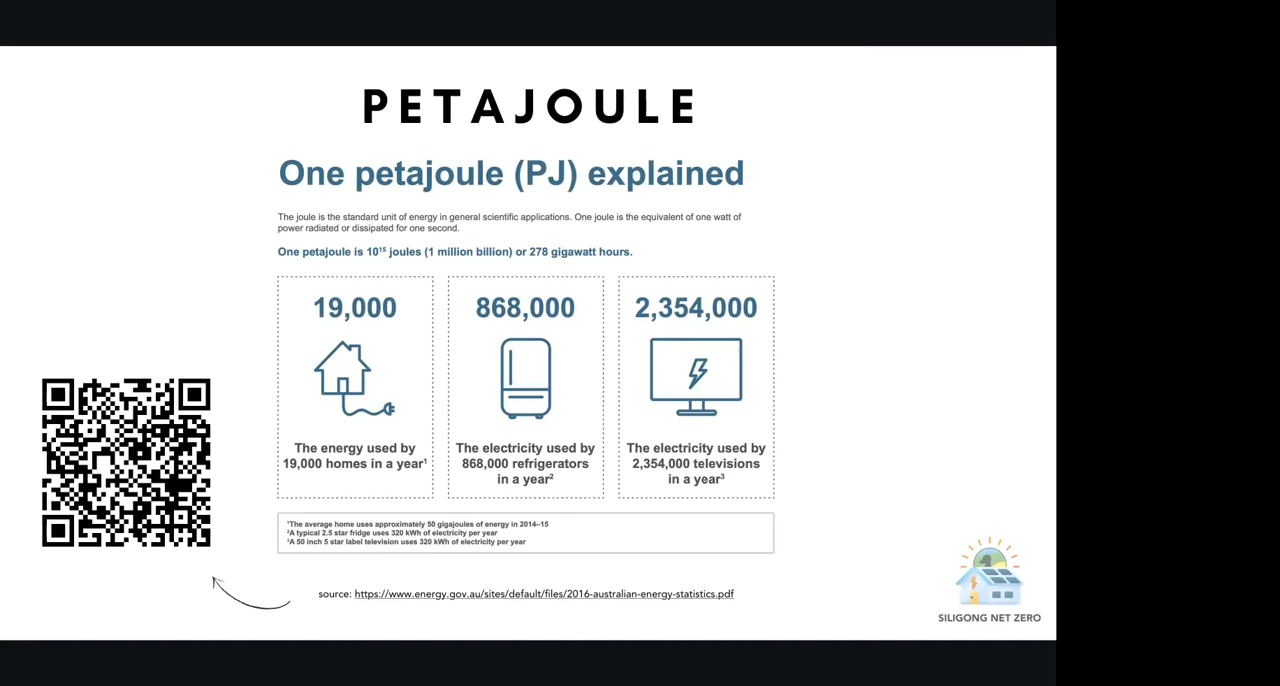 PETAJOULE
One petajoule (PJ) explained
The joule is the standard unit of energy in general scientific applications. One joule is the equivalent of one watt of
power radiated or dissipated for one second.
One petajoule is 10¹⁵ joules (1 million billion) or 278 gigawatt hours.
19,000
The energy used by
19,000 homes in a year¹
868,000
The electricity used by
868,000 refrigerators
in a year²
2,354,000
The electricity used by
2,354,000 televisions
in a year³
¹The average home uses approximately 50 gigajoules of energy in 2014–15
²A typical 2.5 star fridge uses 320 kWh of electricity per year
³A 50 inch 5 star label television uses 320 kWh of electricity per year
source: https://www.energy.gov.au/sites/default/files/2016-australian-energy-statistics.pdf
SILIGONG NET ZERO